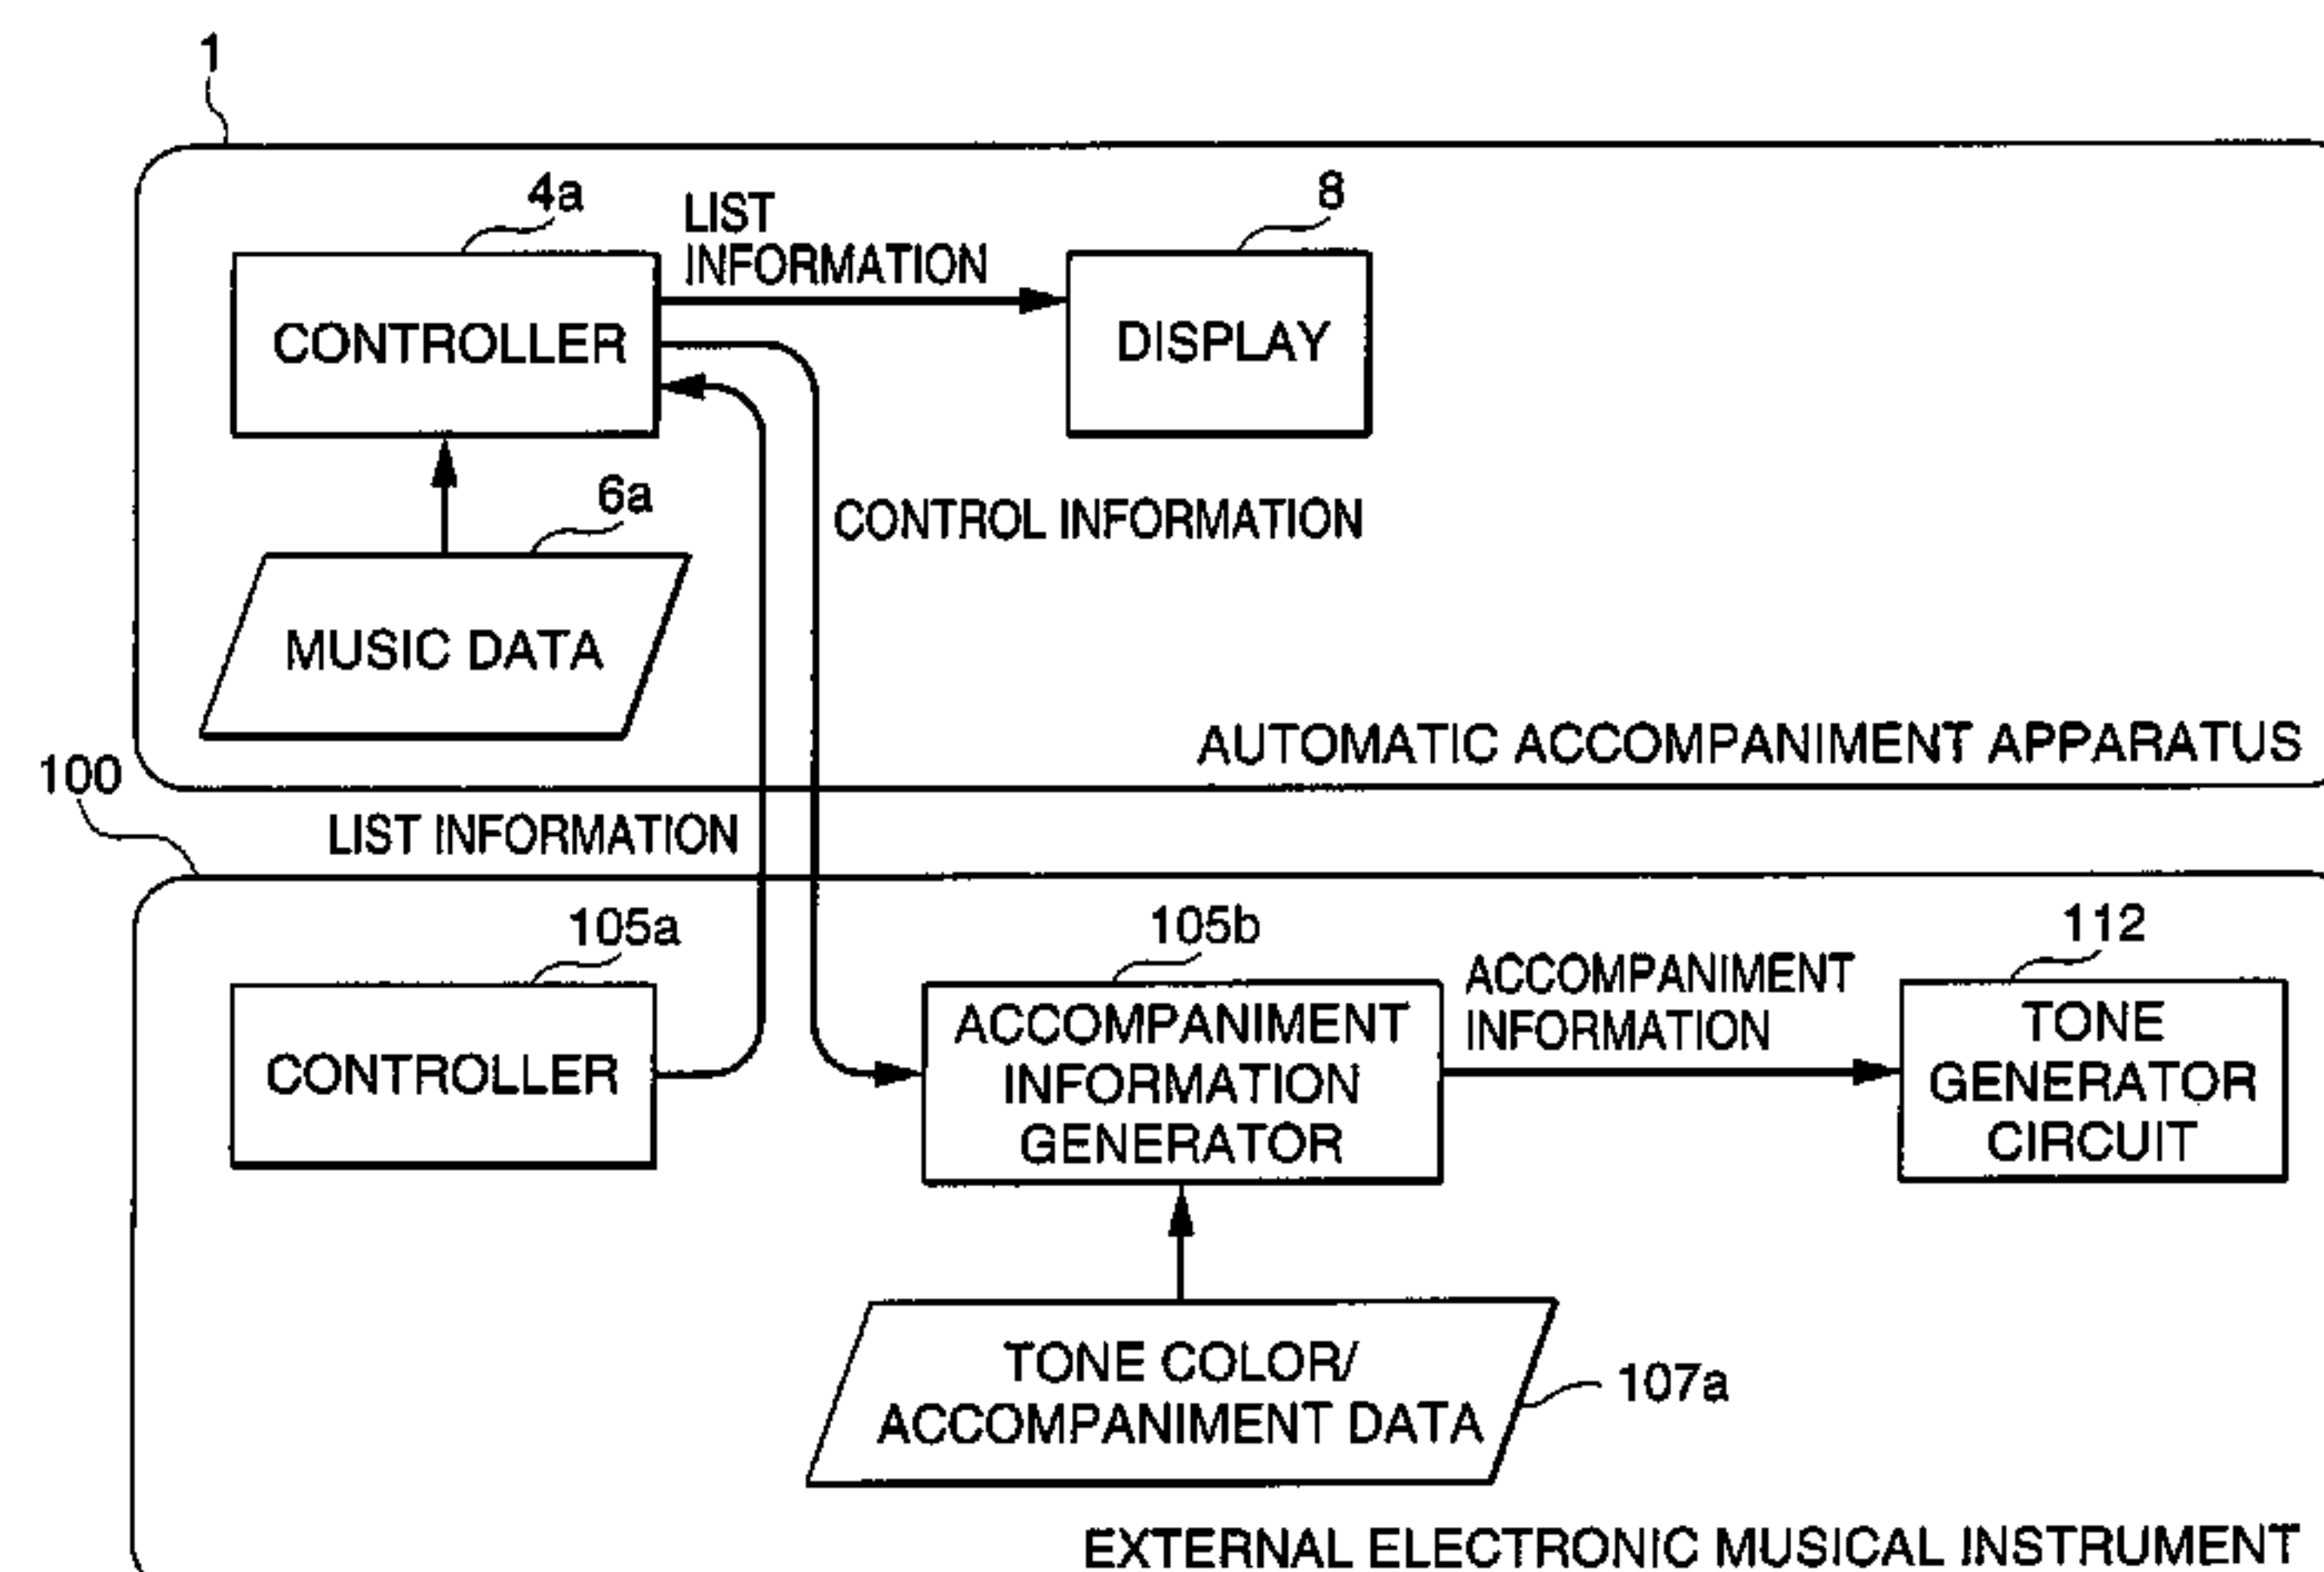 1
4a
LIST
INFORMATION
8
CONTROLLER
DISPLAY
6a
CONTROL INFORMATION
MUSIC DATA
AUTOMATIC ACCOMPANIMENT APPARATUS
100
LIST INFORMATION
105a
105b
112
ACCOMPANIMENT
INFORMATION
CONTROLLER
ACCOMPANIMENT
INFORMATION
GENERATOR
TONE
GENERATOR
CIRCUIT
TONE COLOR/
ACCOMPANIMENT DATA
107a
EXTERNAL ELECTRONIC MUSICAL INSTRUMENT